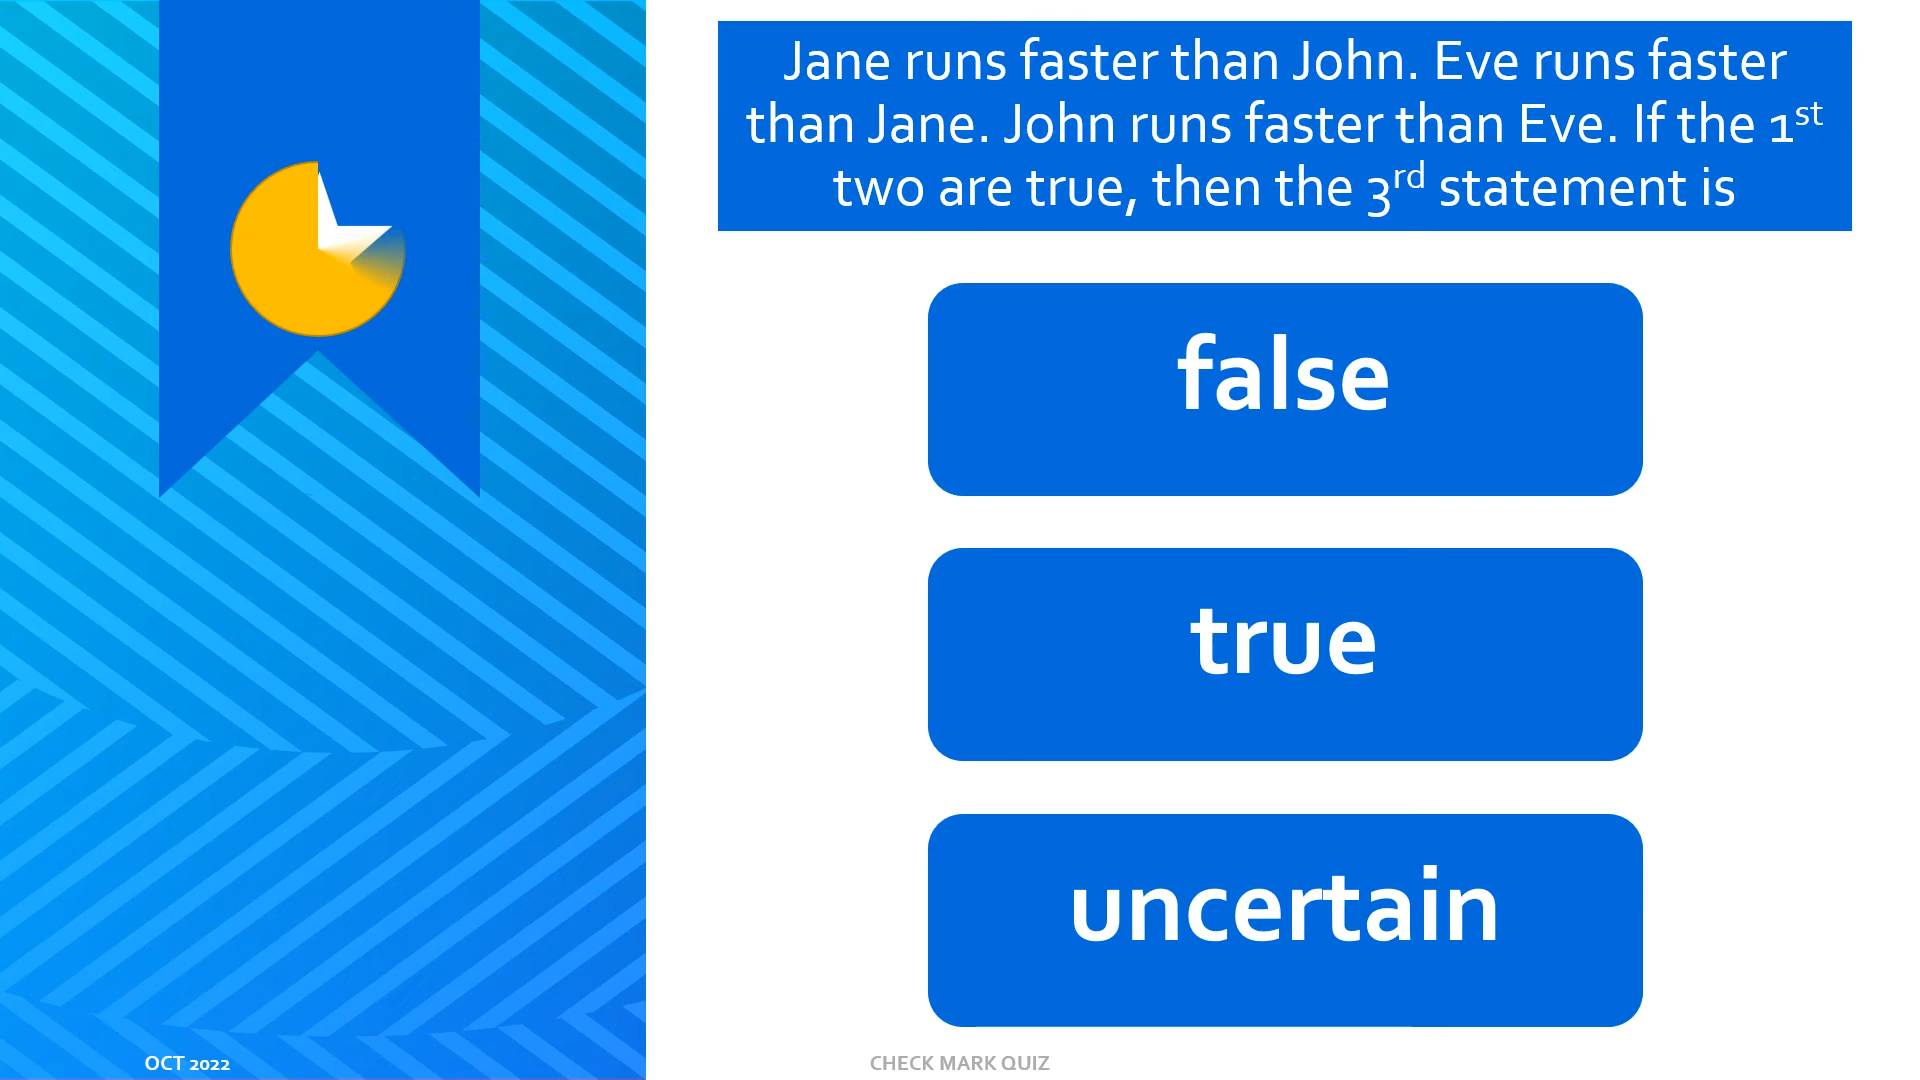 Jane runs faster than John. Eve runs faster
than Jane. John runs faster than Eve. If the 1st
two are true, then the 3rd statement is
false
true
uncertain
OCT 2022
CHECK MARK QUIZ